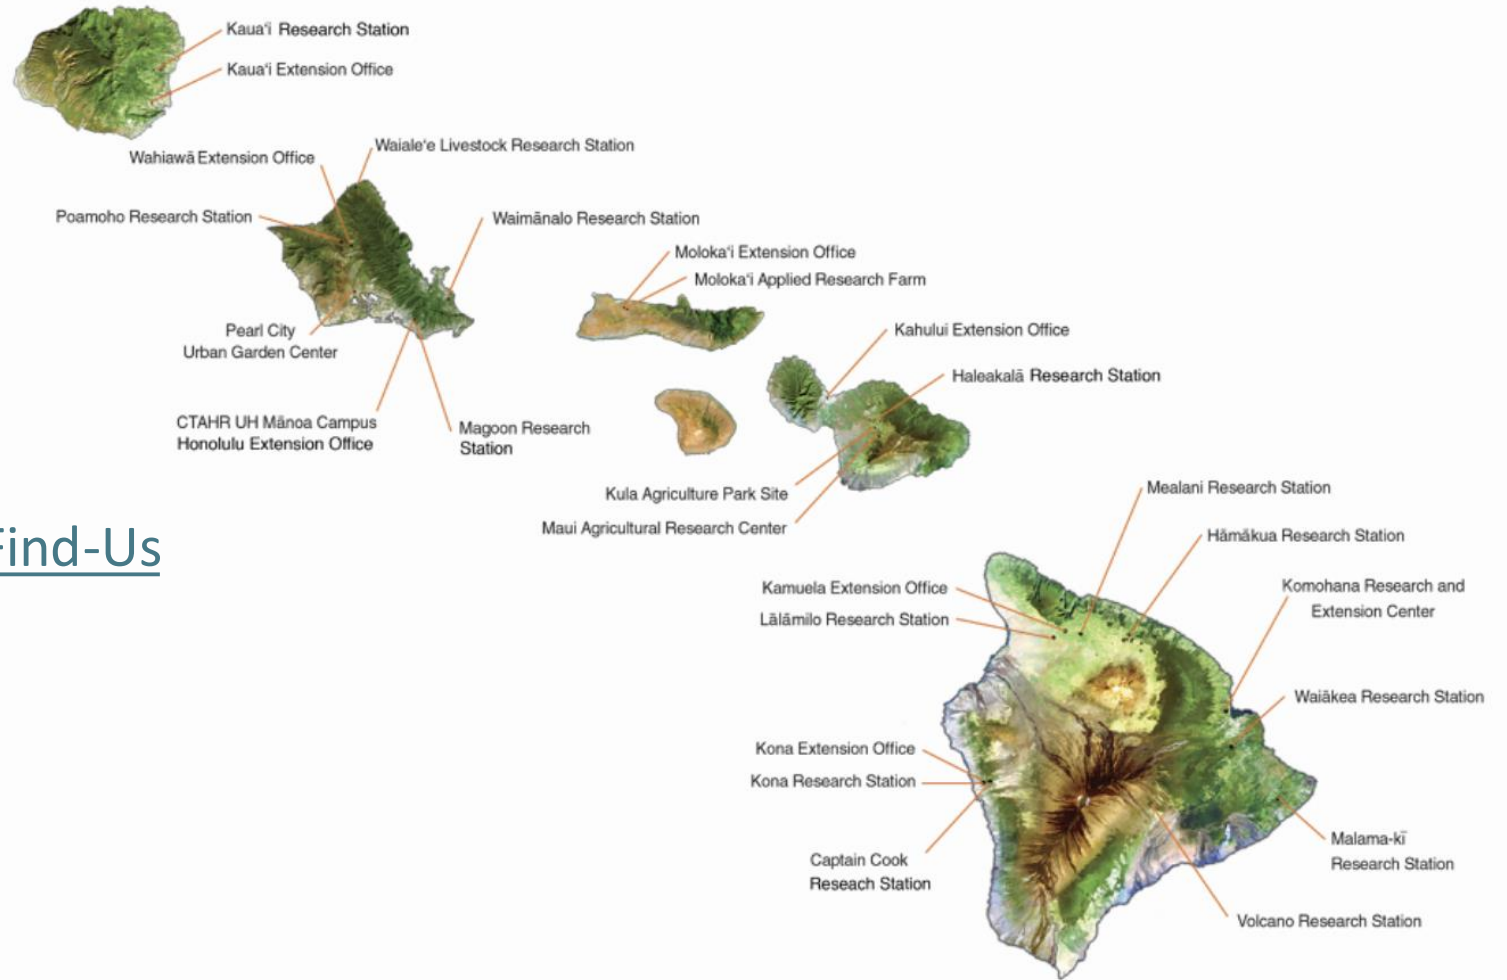 Kaua'i Research Station
Kaua'i Extension Office
Waiale'e Livestock Research Station
Wahiawā Extension Office
Poamoho Research Station
Waimānalo Research Station
Moloka'i Extension Office
Moloka'i Applied Research Farm
Pearl City
Urban Garden Center
Kahului Extension Office
Haleakalā Research Station
CTAHR UH Mānoa Campus
Honolulu Extension Office
Magoon Research
Station
Kula Agriculture Park Site
Maui Agricultural Research Center
Find-Us
Mealani Research Station
Hāmākua Research Station
Kamuela Extension Office
Lālāmilo Research Station
Komohana Research and
Extension Center
Waiākea Research Station
Kona Extension Office
Kona Research Station
Captain Cook
Reseach Station
Malama-kī
Research Station
Volcano Research Station